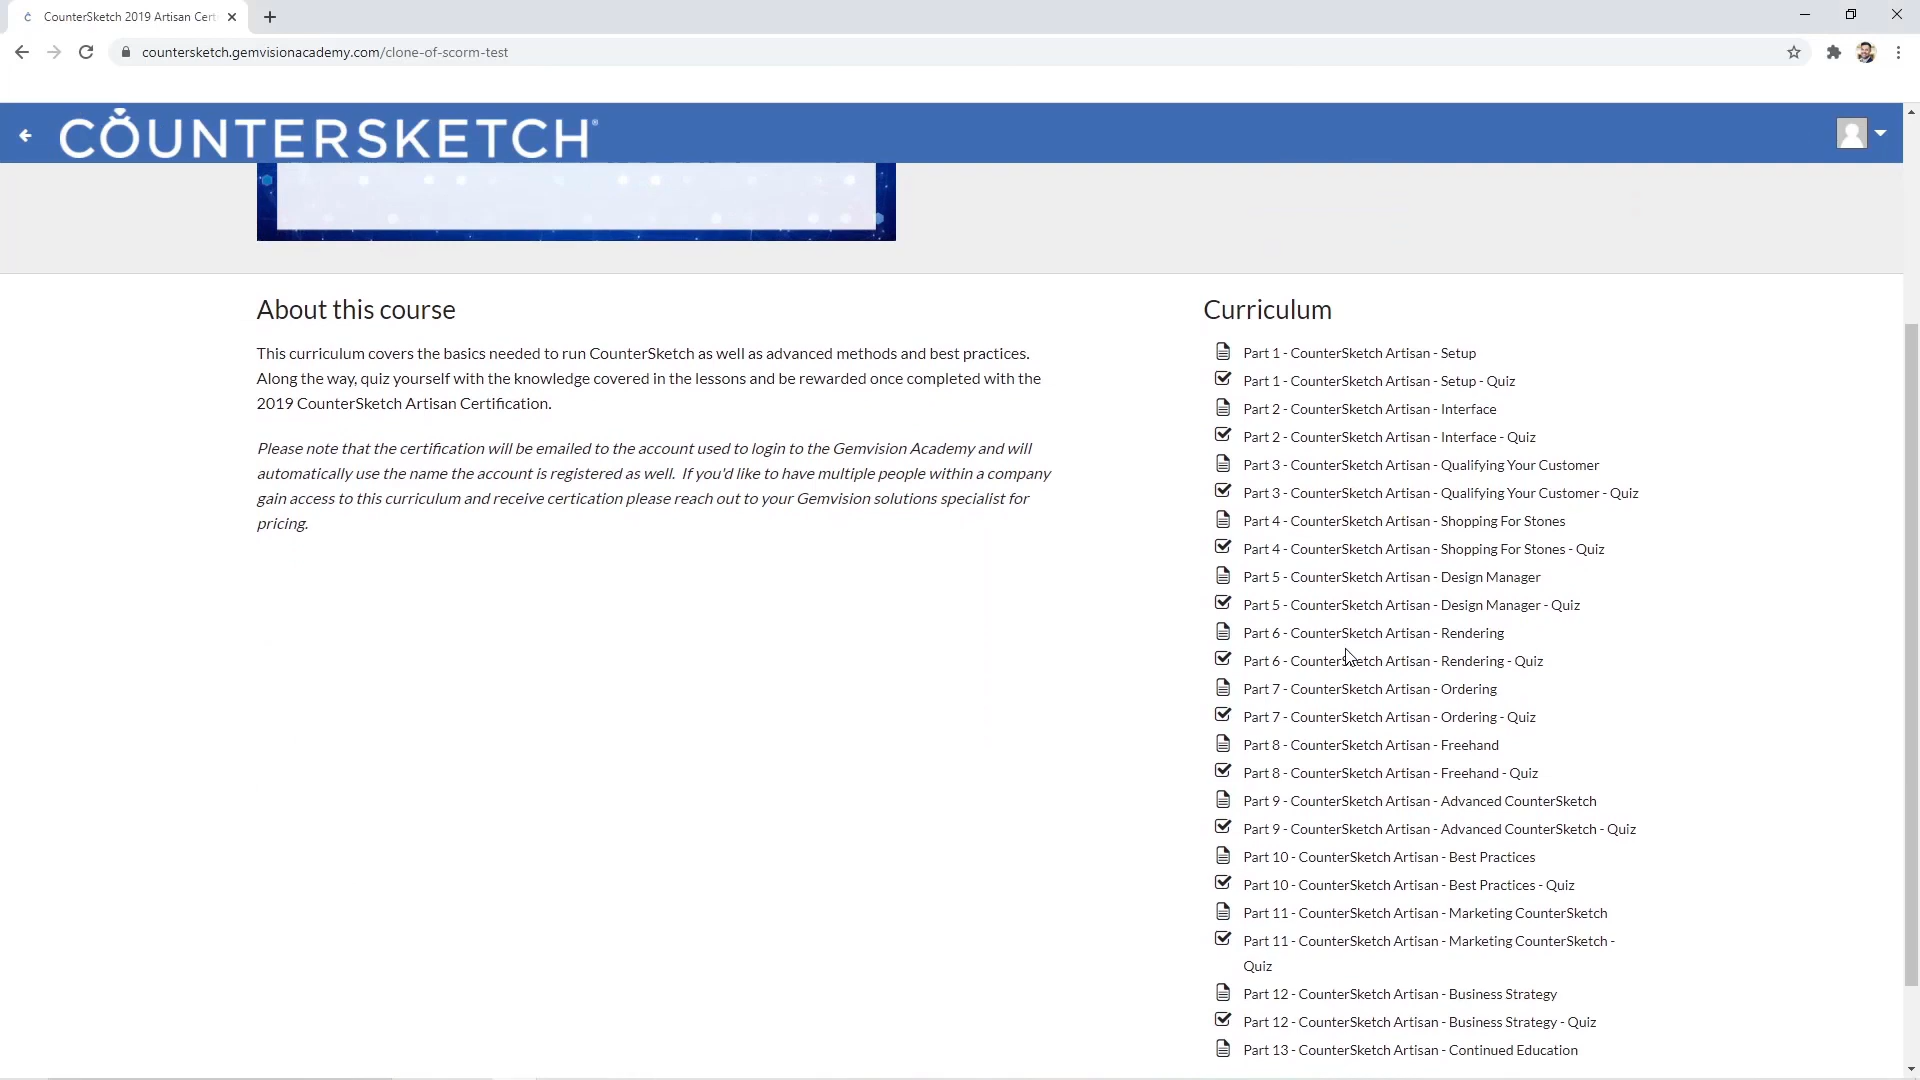 CounterSketch 2019 Artisan Cert
countersketch.gemvisionacademy.com/clone-of-scorm-test
COUNTERSKETCH®
About this course
This curriculum covers the basics needed to run CounterSketch as well as advanced methods and best practices.
Along the way, quiz yourself with the knowledge covered in the lessons and be rewarded once completed with the
2019 CounterSketch Artisan Certification.
Please note that the certification will be emailed to the account used to login to the Gemvision Academy and will
automatically use the name the account is registered as well. If you'd like to have multiple people within a company
gain access to this curriculum and receive certication please reach out to your Gemvision solutions specialist for
pricing.
Curriculum
Part 1 - CounterSketch Artisan - Setup
Part 1 - CounterSketch Artisan - Setup - Quiz
Part 2 - CounterSketch Artisan - Interface
Part 2 - CounterSketch Artisan - Interface - Quiz
Part 3 - CounterSketch Artisan - Qualifying Your Customer
Part 3 - CounterSketch Artisan - Qualifying Your Customer - Quiz
Part 4 - CounterSketch Artisan - Shopping For Stones
Part 4 - CounterSketch Artisan - Shopping For Stones - Quiz
Part 5 - CounterSketch Artisan - Design Manager
Part 5 - CounterSketch Artisan - Design Manager - Quiz
Part 6 - CounterSketch Artisan - Rendering
Part 6 - CounterSketch Artisan - Rendering - Quiz
Part 7 - CounterSketch Artisan - Ordering
Part 7 - CounterSketch Artisan - Ordering - Quiz
Part 8 - CounterSketch Artisan - Freehand
Part 8 - CounterSketch Artisan - Freehand - Quiz
Part 9 - CounterSketch Artisan - Advanced CounterSketch
Part 9 - CounterSketch Artisan - Advanced CounterSketch - Quiz
Part 10 - CounterSketch Artisan - Best Practices
Part 10 - CounterSketch Artisan - Best Practices - Quiz
Part 11 - CounterSketch Artisan - Marketing CounterSketch
Part 11 - CounterSketch Artisan - Marketing CounterSketch -
Quiz
Part 12 - CounterSketch Artisan - Business Strategy
Part 12 - CounterSketch Artisan - Business Strategy - Quiz
Part 13 - CounterSketch Artisan - Continued Education